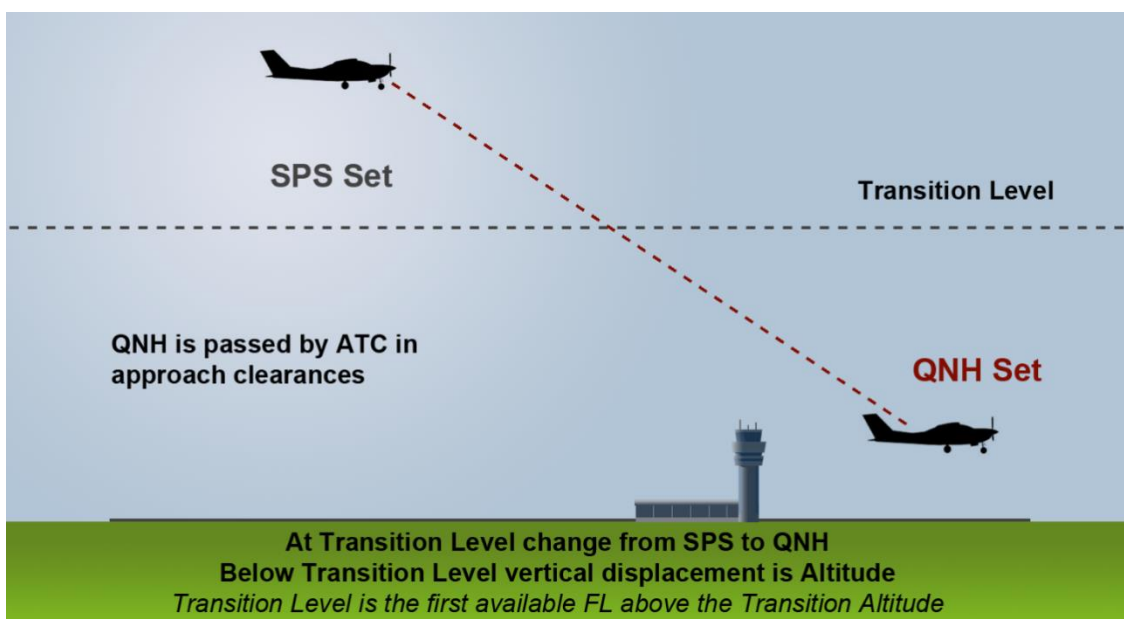 SPS Set
Transition Level
QNH is passed by ATC in
approach clearances
QNH Set
At Transition Level change from SPS to QNH
Below Transition Level vertical displacement is Altitude
Transition Level is the first available FL above the Transition Altitude